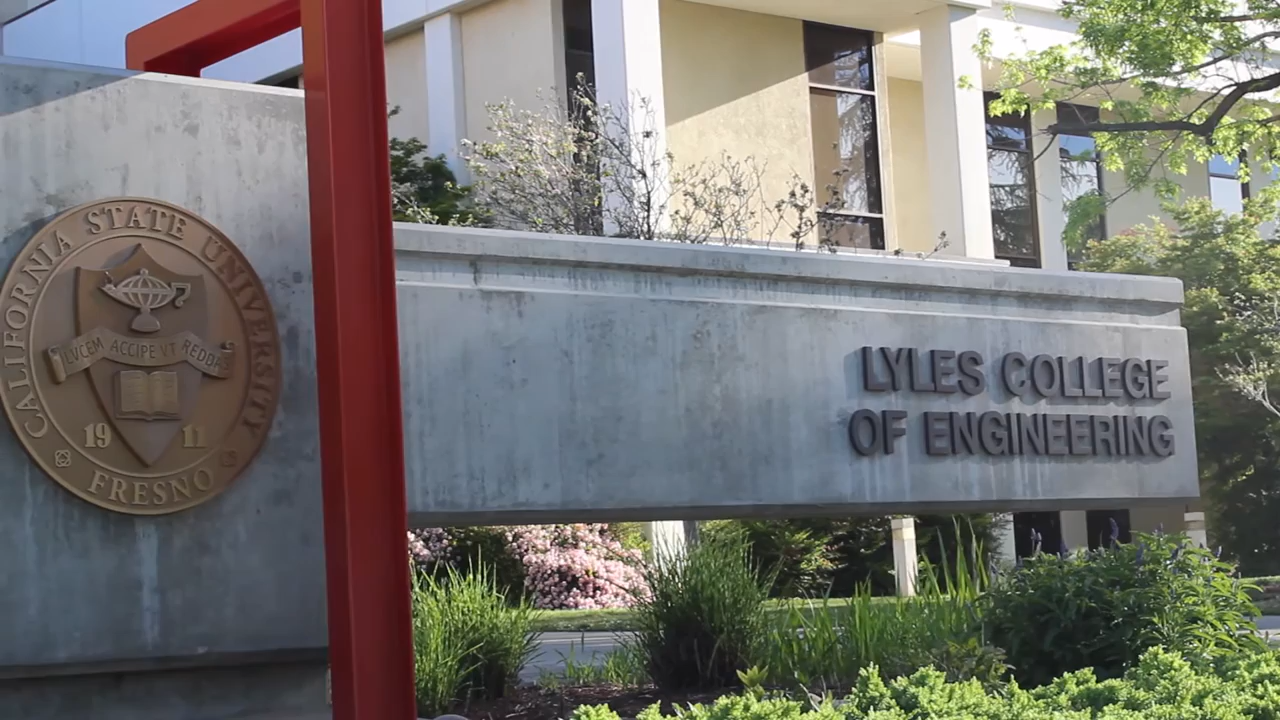 CALIFORNIA STATE UNIVERSITY
LVCEM ACCIPE VT REDDAS
19 11
FRESNO
LYLES COLLEGE
OF ENGINEERING